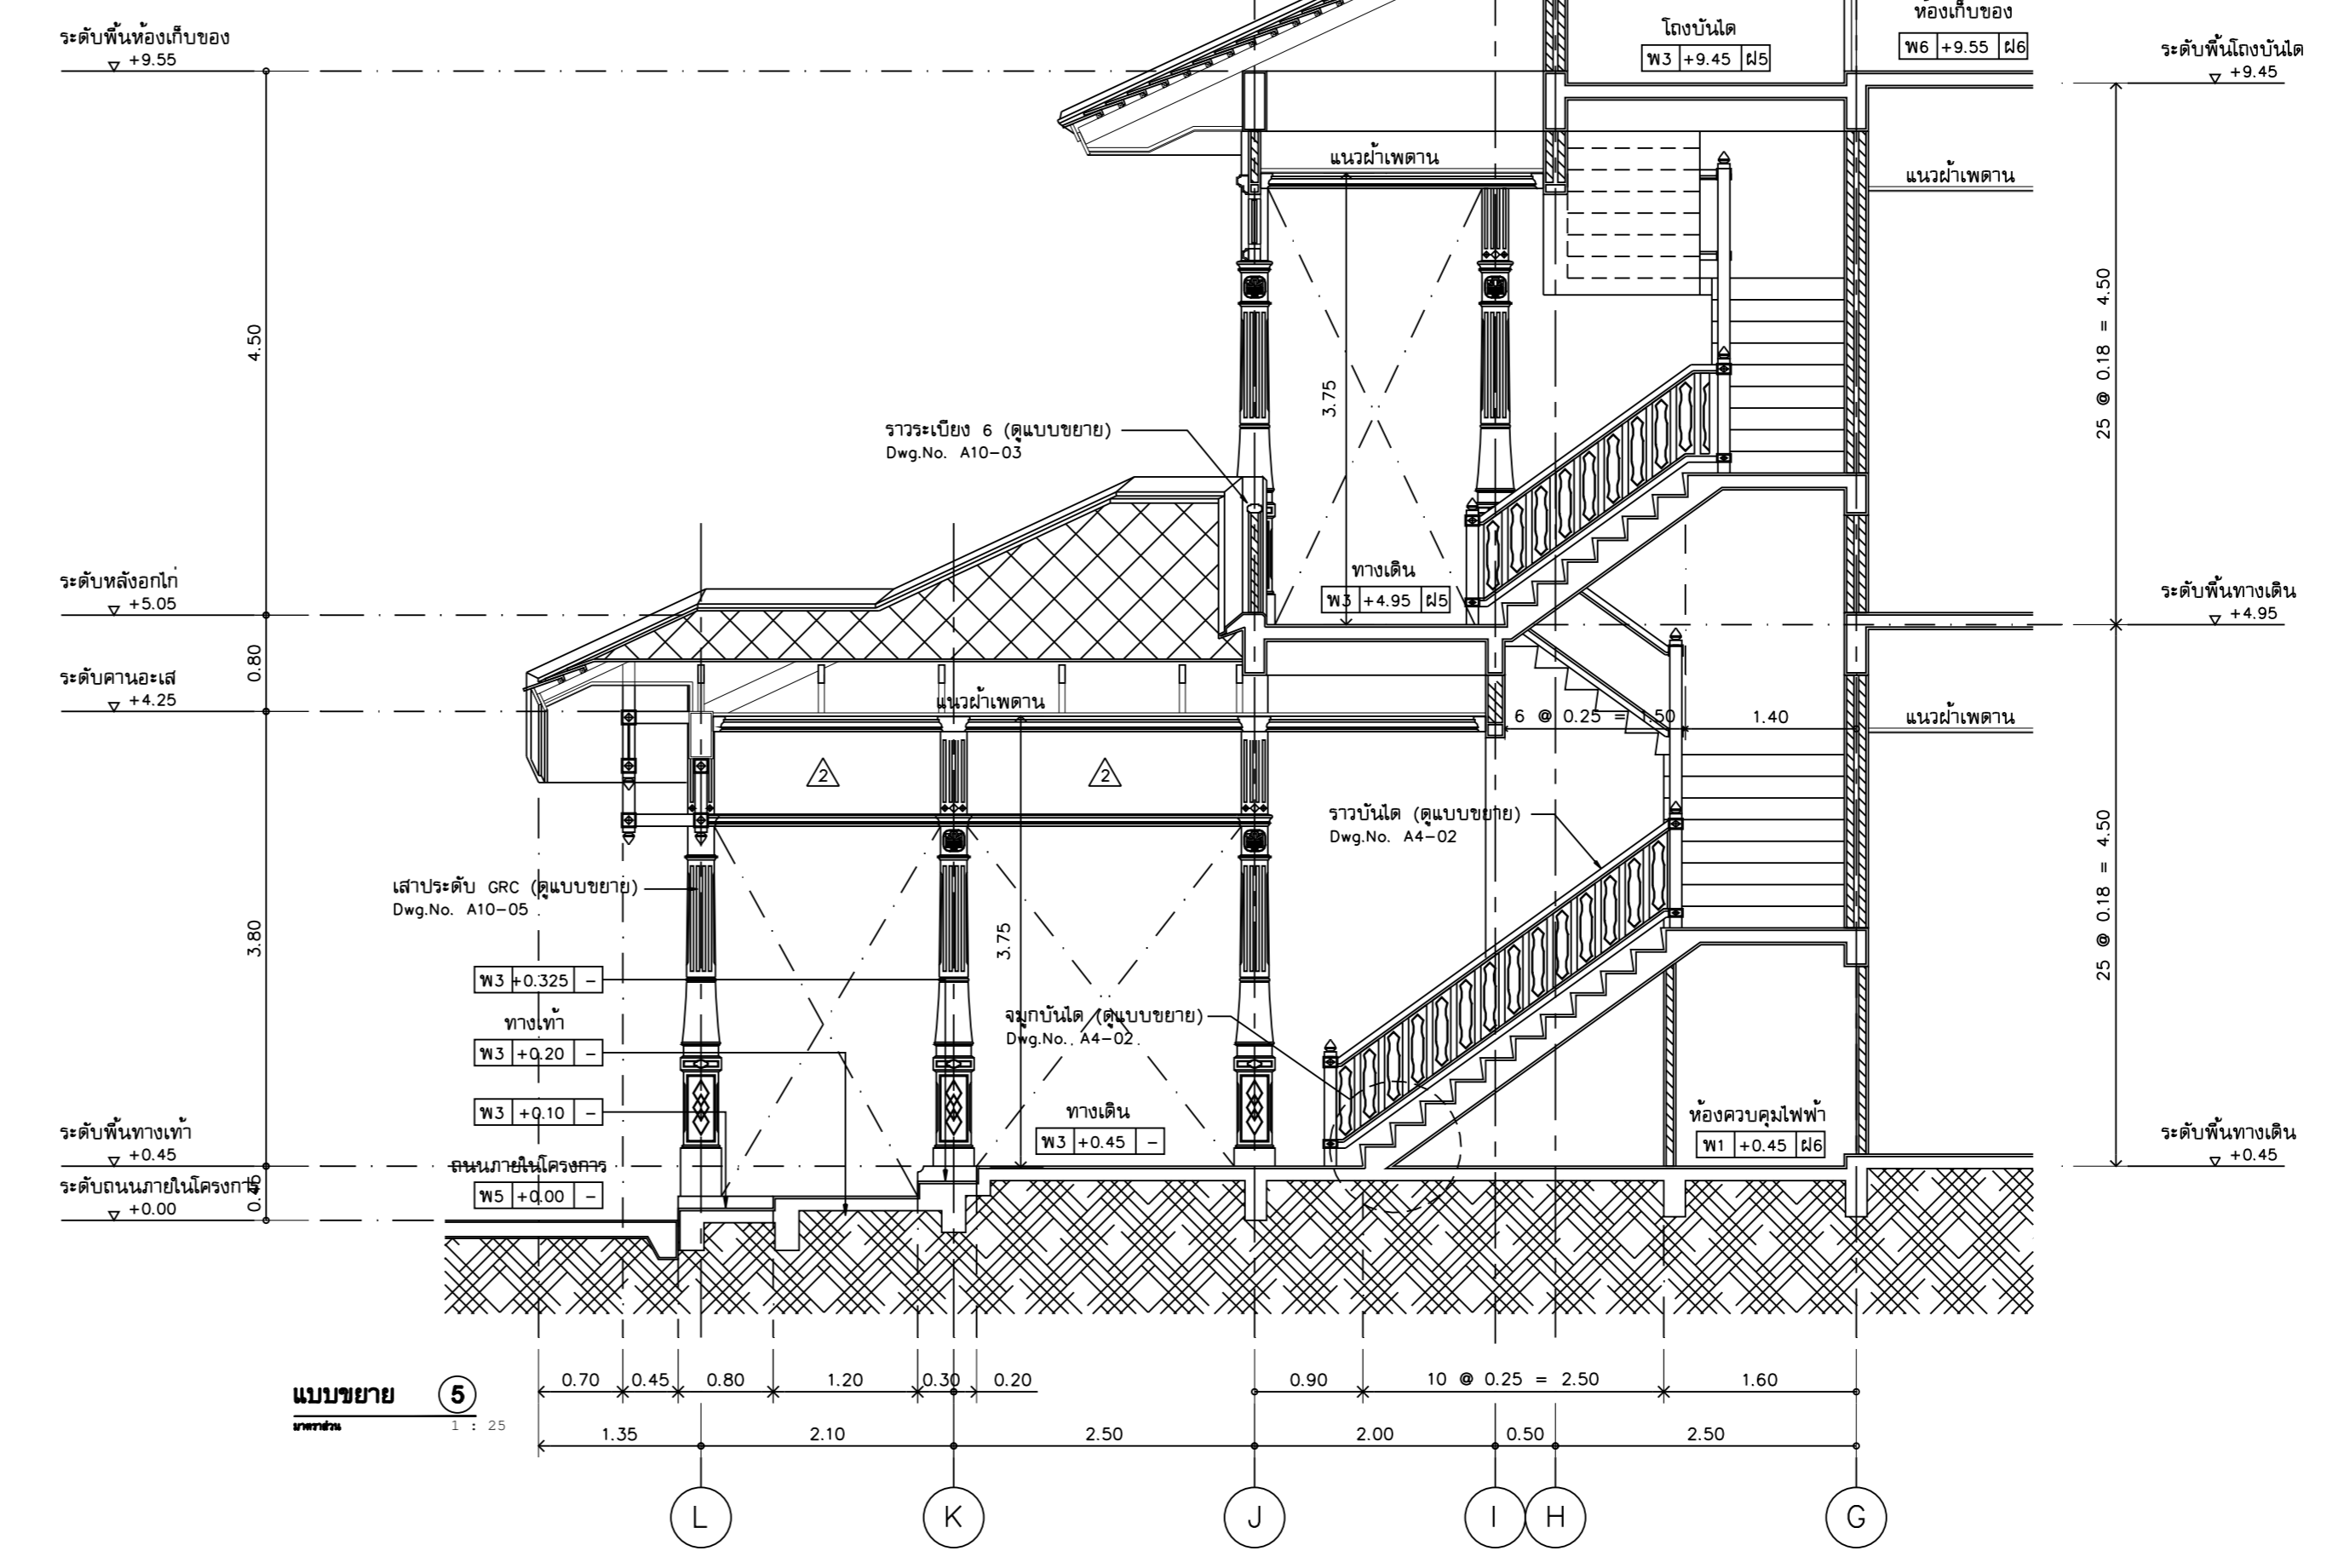 ระดับพื้นห้องเก็บของ
+9.55
โถงบันได
พ3 +9.45 ฝ5
ห้องเก็บของ
พ6 +9.55 ฝ6
ระดับพื้นโถงบันได
+9.45
แนวฝ้าเพดาน
แนวฝ้าเพดาน
4.50
3.75
25 @ 0.18 = 4.50
ราวระเบียง 6 (ดูแบบขยาย)
Dwg.No. A10-03
ระดับหลังอกไก่
+5.05
ทางเดิน
พ3 +4.95 ฝ5
ระดับพื้นทางเดิน
+4.95
0.80
ระดับคานอะเส
+4.25
แนวฝ้าเพดาน
6 @ 0.25 = 1.50
1.40
แนวฝ้าเพดาน
2
2
ราวบันได (ดูแบบขยาย)
Dwg.No. A4-02
เสาประดับ GRC (ดูแบบขยาย)
Dwg.No. A10-05
3.80
3.75
25 @ 0.18 = 4.50
พ3 +0.325 -
ทางเท้า
พ3 +0.20 -
จมูกบันได (ดูแบบขยาย)
Dwg.No. A4-02
พ3 +0.10 -
ทางเดิน
พ3 +0.45 -
ห้องควบคุมไฟฟ้า
พ1 +0.45 ฝ6
ระดับพื้นทางเท้า
+0.45
ระดับพื้นทางเดิน
+0.45
ถนนภายในโครงการ
พ5 +0.00 -
ระดับถนนภายในโครงการ
+0.00
0.45
0.70 0.45 0.80 1.20 0.30 0.20 0.90 10 @ 0.25 = 2.50 1.60
แบบขยาย 5
มาตราส่วน 1 : 25
1.35 2.10 2.50 2.00 0.50 2.50
L K J I H G